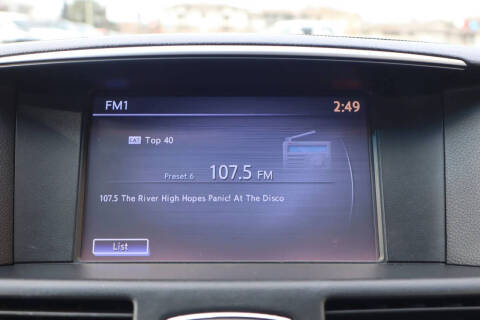 FM1 2:49
CAT Top 40
Preset 6 107.5 FM
107.5 The River High Hopes Panic! At The Disco
List